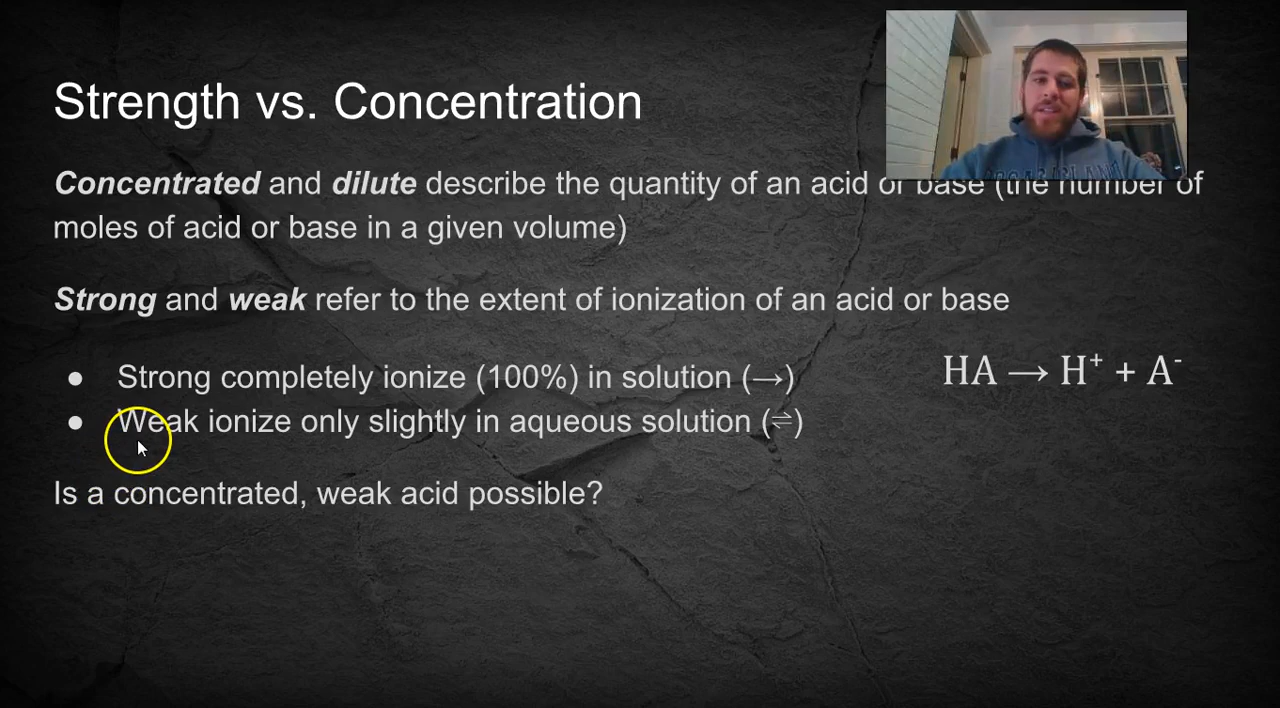 Strength vs. Concentration
Concentrated and dilute describe the quantity of an acid or base (the number of
moles of acid or base in a given volume)
Strong and weak refer to the extent of ionization of an acid or base
● Strong completely ionize (100%) in solution (→)
HA → H⁺ + A⁻
● Weak ionize only slightly in aqueous solution (⇌)
Is a concentrated, weak acid possible?